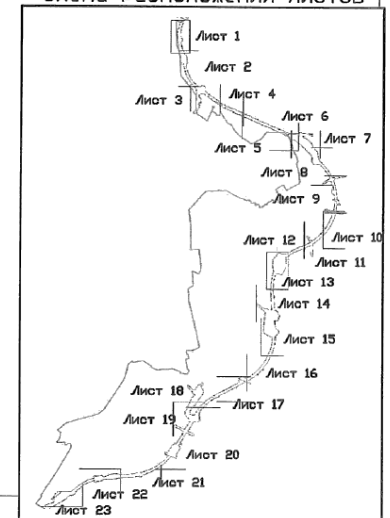 СХЕМА РАСПОЛОЖЕНИЯ ЛИСТОВ
Лист 1
Лист 2
Лист 3
Лист 4
Лист 5
Лист 6
Лист 7
Лист 8
Лист 9
Лист 10
Лист 11
Лист 12
Лист 13
Лист 14
Лист 15
Лист 16
Лист 17
Лист 18
Лист 19
Лист 20
Лист 21
Лист 22
Лист 23